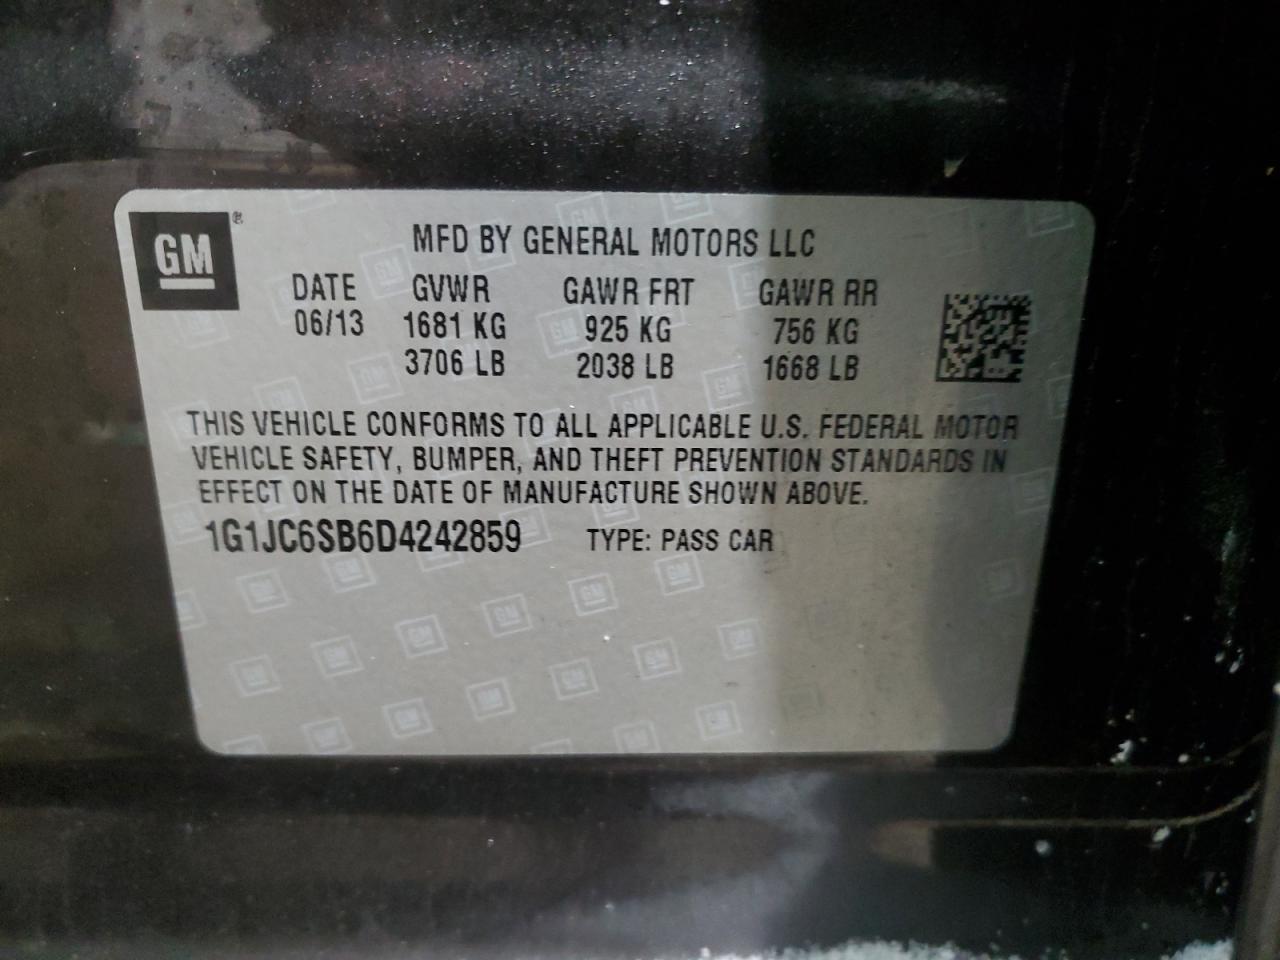 GM ®
MFD BY GENERAL MOTORS LLC
DATE GVWR GAWR FRT GAWR RR
06/13 1681 KG 925 KG 756 KG
3706 LB 2038 LB 1668 LB
THIS VEHICLE CONFORMS TO ALL APPLICABLE U.S. FEDERAL MOTOR
VEHICLE SAFETY, BUMPER, AND THEFT PREVENTION STANDARDS IN
EFFECT ON THE DATE OF MANUFACTURE SHOWN ABOVE.
1G1JC6SB6D4242859 TYPE: PASS CAR